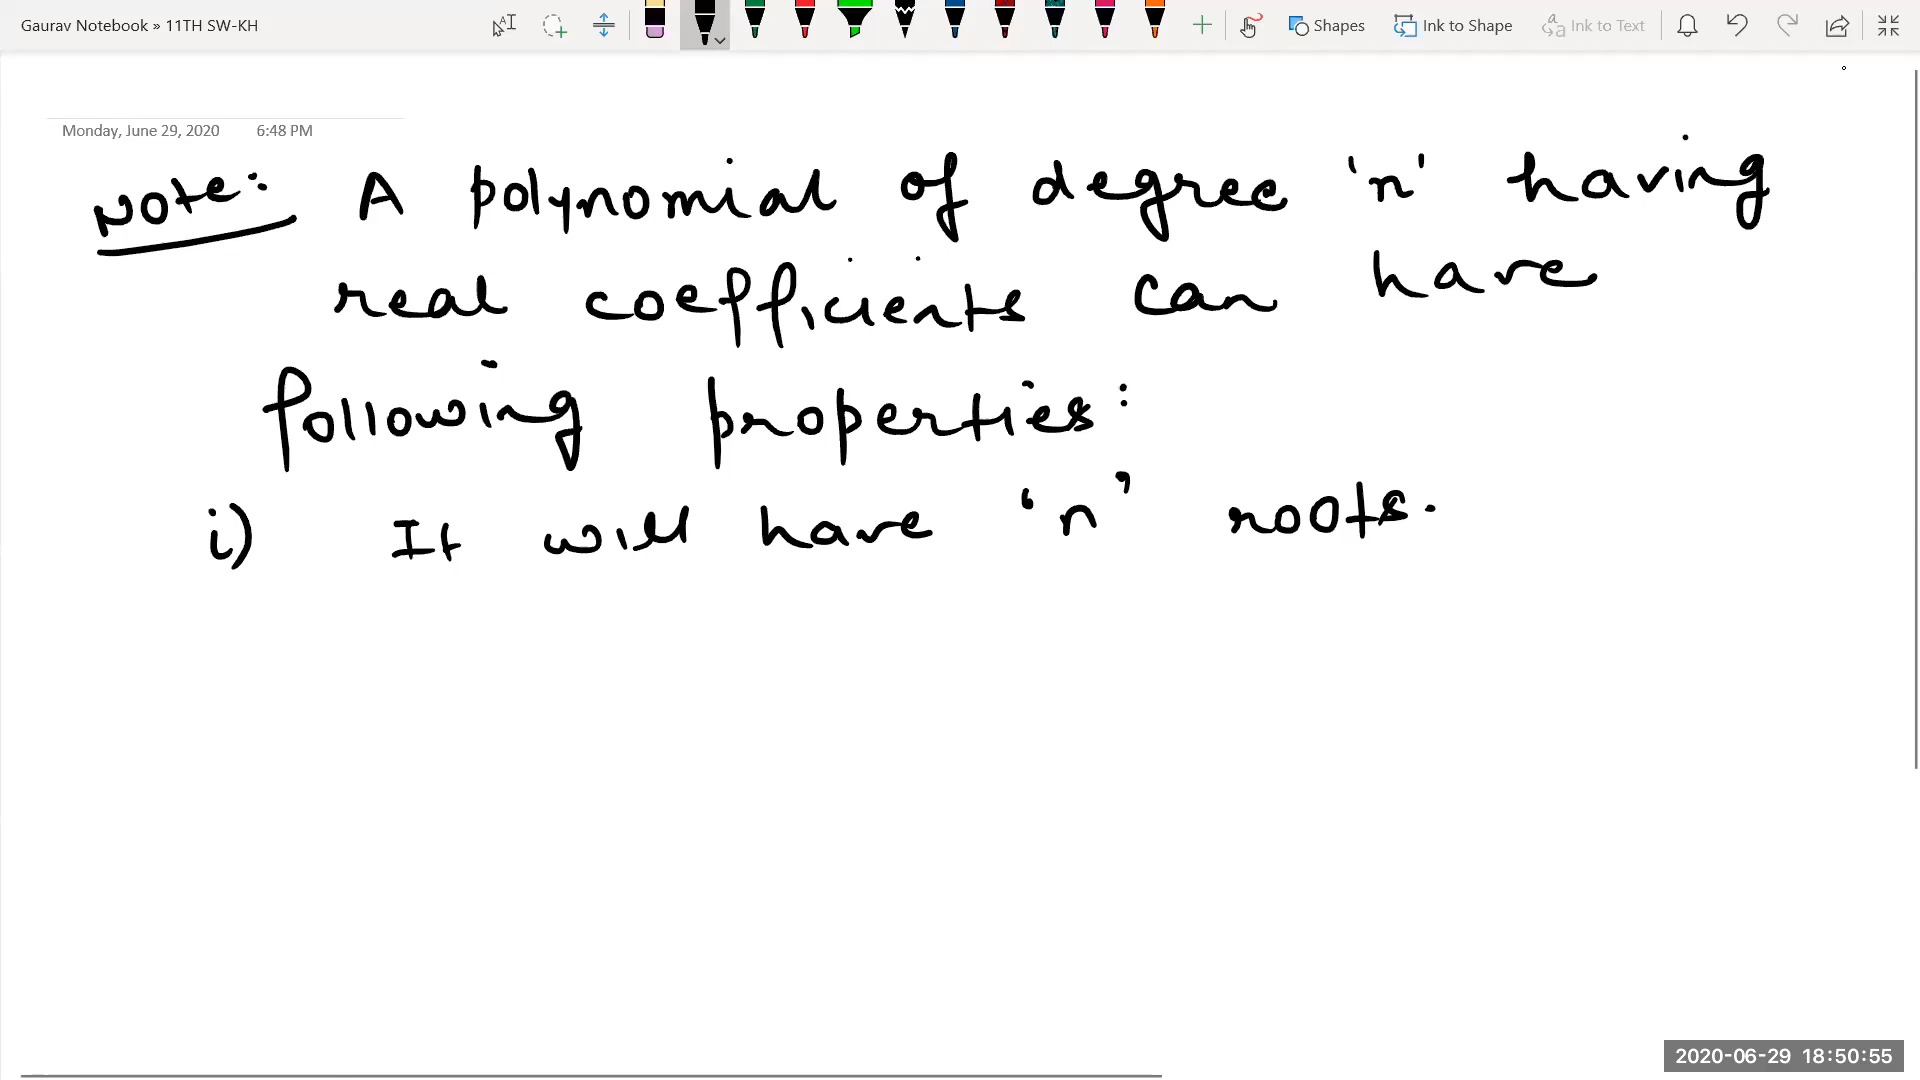 Gaurav Notebook » 11TH SW-KH
Shapes
Ink to Shape
Ink to Text
Monday, June 29, 2020 6:48 PM
Note: A polynomial of degree 'n' having
real coefficients can have
following properties:
i) It will have 'n' roots.
2020-06-29 18:50:55